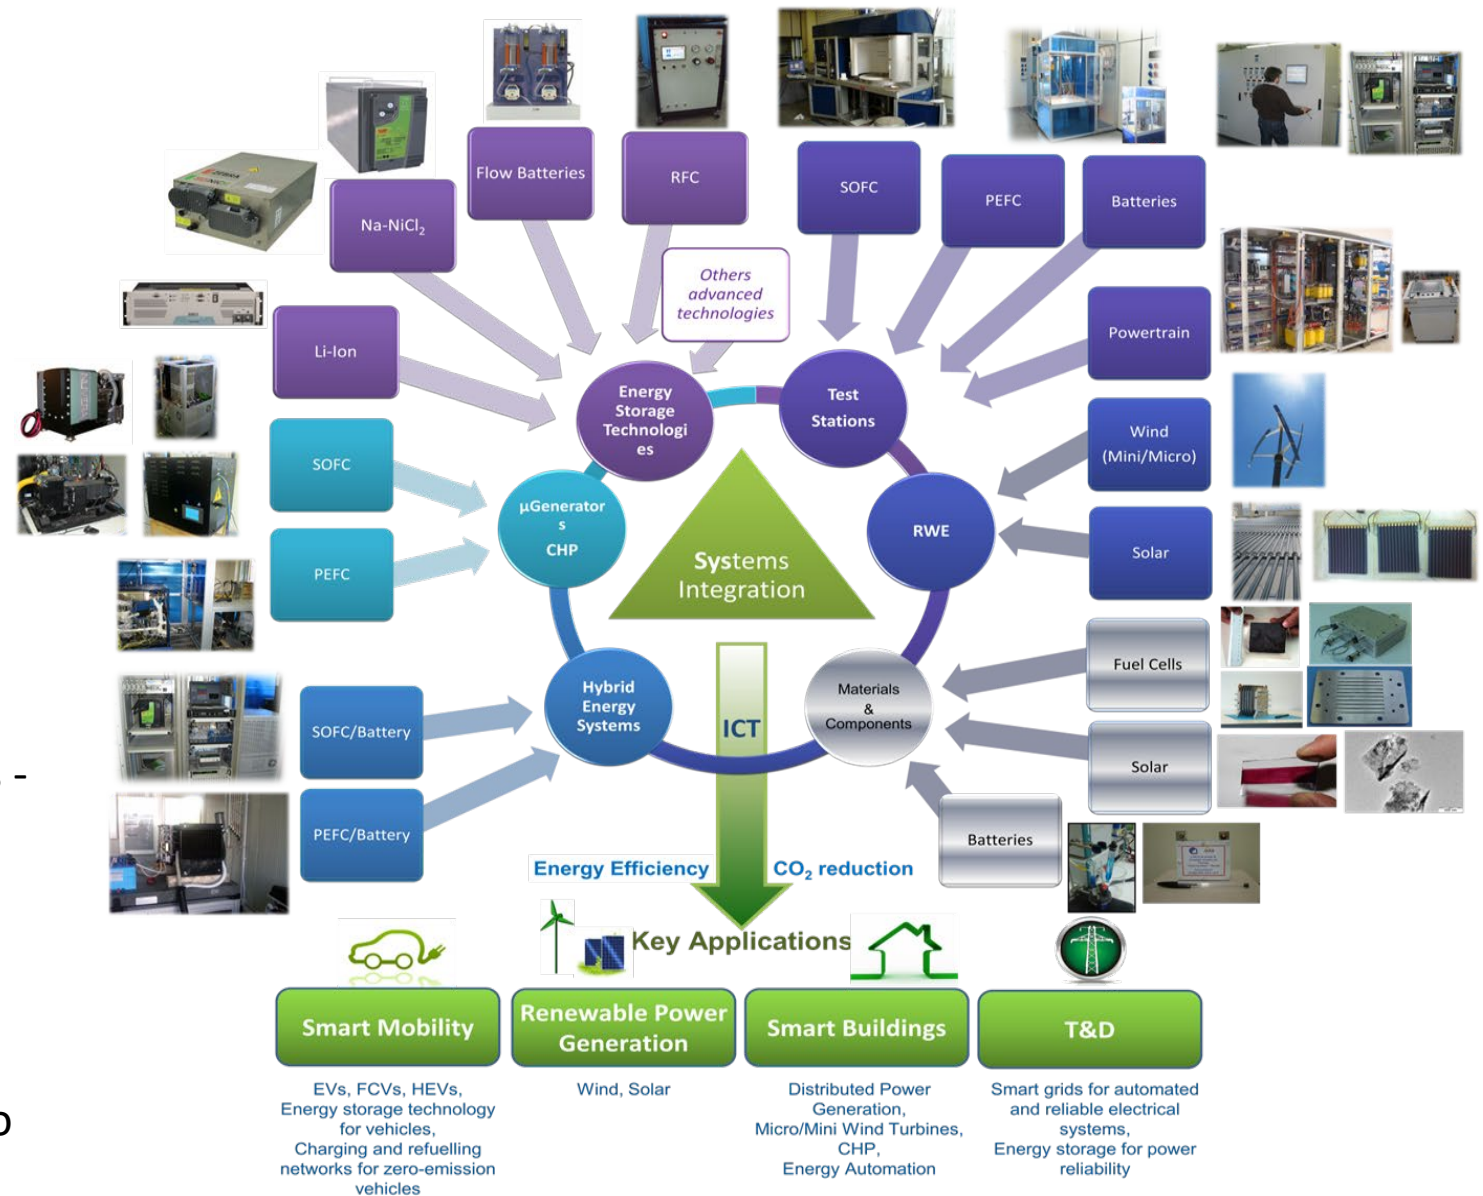 Flow Batteries
RFC
SOFC
PEFC
Batteries
Na-NiCl₂
Others
advanced
technologies
Li-Ion
Powertrain
Energy
Storage
Technologi
es
Test
Stations
Wind
(Mini/Micro)
SOFC
µGenerator
s
CHP
RWE
Solar
PEFC
Systems
Integration
Fuel Cells
Hybrid
Energy
Systems
Materials
&
Components
ICT
SOFC/Battery
Solar
-
PEFC/Battery
Batteries
Energy Efficiency
CO₂ reduction
Key Applications
Smart Mobility
Renewable Power
Generation
Smart Buildings
T&D
EVs, FCVs, HEVs,
Energy storage technology
for vehicles,
Charging and refuelling
networks for zero-emission
vehicles
Wind, Solar
Distributed Power
Generation,
Micro/Mini Wind Turbines,
CHP,
Energy Automation
Smart grids for automated
and reliable electrical
systems,
Energy storage for power
reliability
o